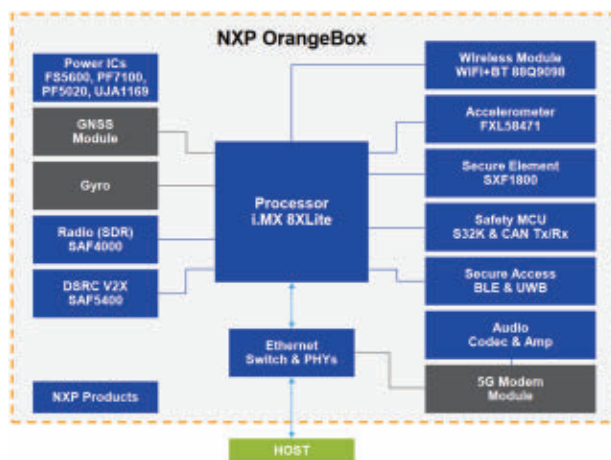 NXP OrangeBox
Power ICs
FS5600, PF7100,
PF5020, UJA1169
GNSS
Module
Gyro
Radio (SDR)
SAF4000
DSRC V2X
SAF5400
NXP Products
Processor
i.MX 8XLite
Ethernet
Switch & PHYs
HOST
Wireless Module
WIFI+BT 88Q9098
Accelerometer
FXL58471
Secure Element
SXF1800
Safety MCU
S32K & CAN Tx/Rx
Secure Access
BLE & UWB
Audio
Codec & Amp
5G Modem
Module